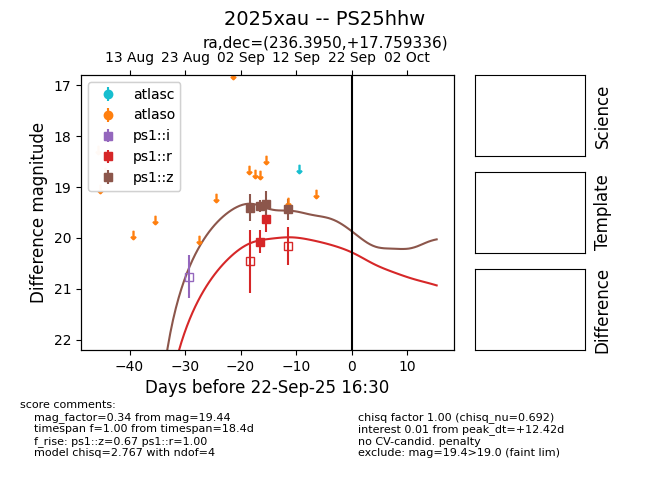 2025xau -- PS25hhw
ra,dec=(236.3950,+17.759336)
13 Aug 23 Aug 02 Sep 12 Sep 22 Sep 02 Oct
atlasc
atlaso
ps1::i
ps1::r
ps1::z
Difference magnitude
17
18
19
20
21
22
−40 −30 −20 −10 0 10
Days before 22-Sep-25 16:30
Science
Template
Difference
score comments:
mag_factor=0.34 from mag=19.44
timespan f=1.00 from timespan=18.4d
f_rise: ps1::z=0.67 ps1::r=1.00
model chisq=2.767 with ndof=4
chisq factor 1.00 (chisq_nu=0.692)
interest 0.01 from peak_dt=+12.42d
no CV-candid. penalty
exclude: mag=19.4>19.0 (faint lim)